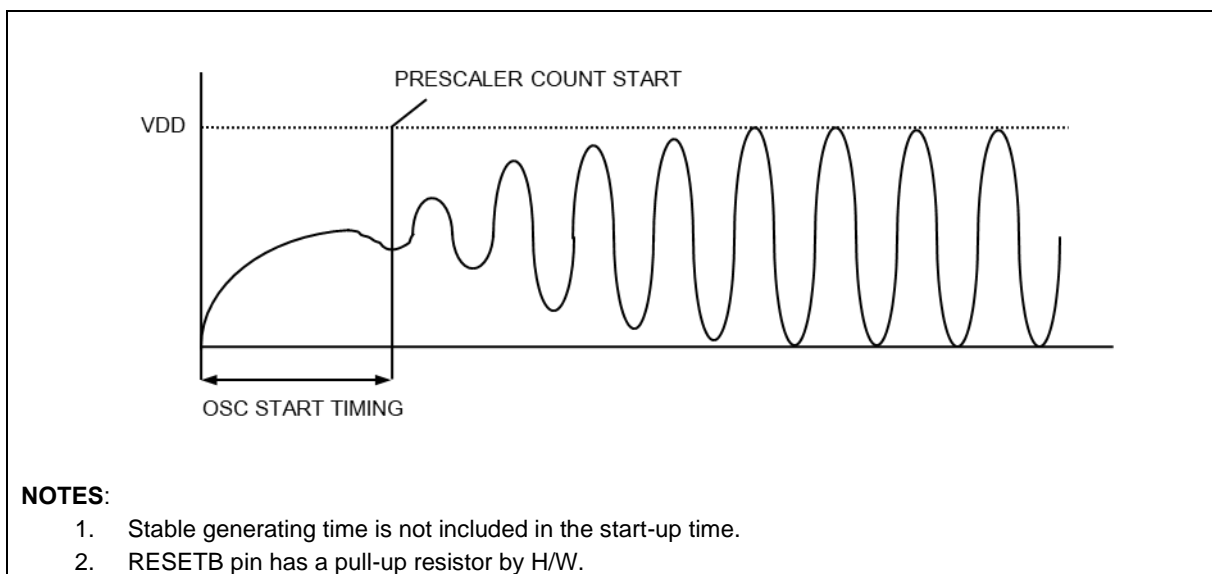 PRESCALER COUNT START
VDD
OSC START TIMING
NOTES:
1. Stable generating time is not included in the start-up time.
2. RESETB pin has a pull-up resistor by H/W.